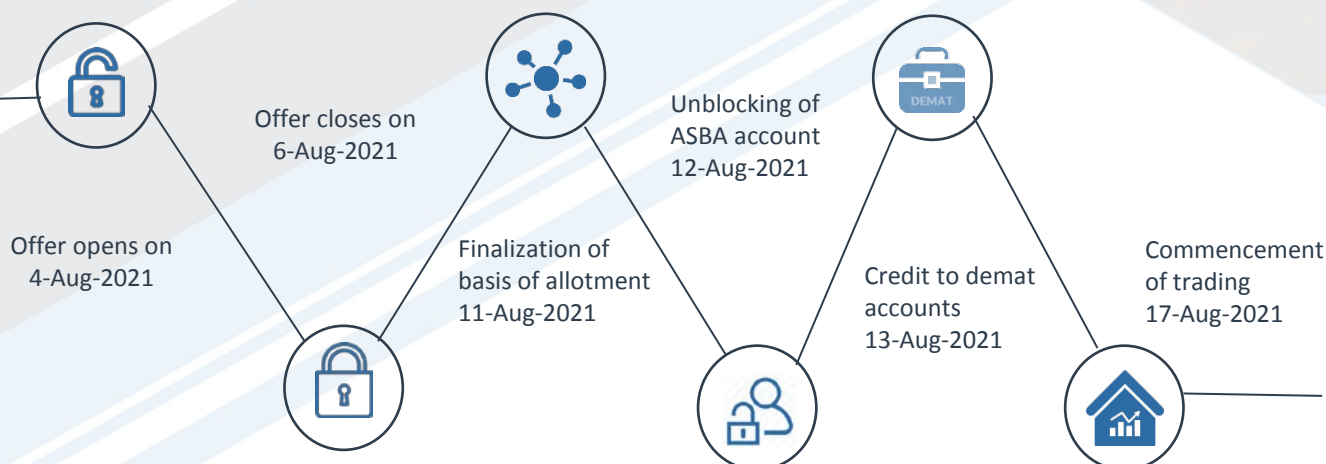 Offer opens on
4-Aug-2021
Offer closes on
6-Aug-2021
Finalization of
basis of allotment
11-Aug-2021
Unblocking of
ASBA account
12-Aug-2021
DEMAT
Credit to demat
accounts
13-Aug-2021
Commencement
of trading
17-Aug-2021